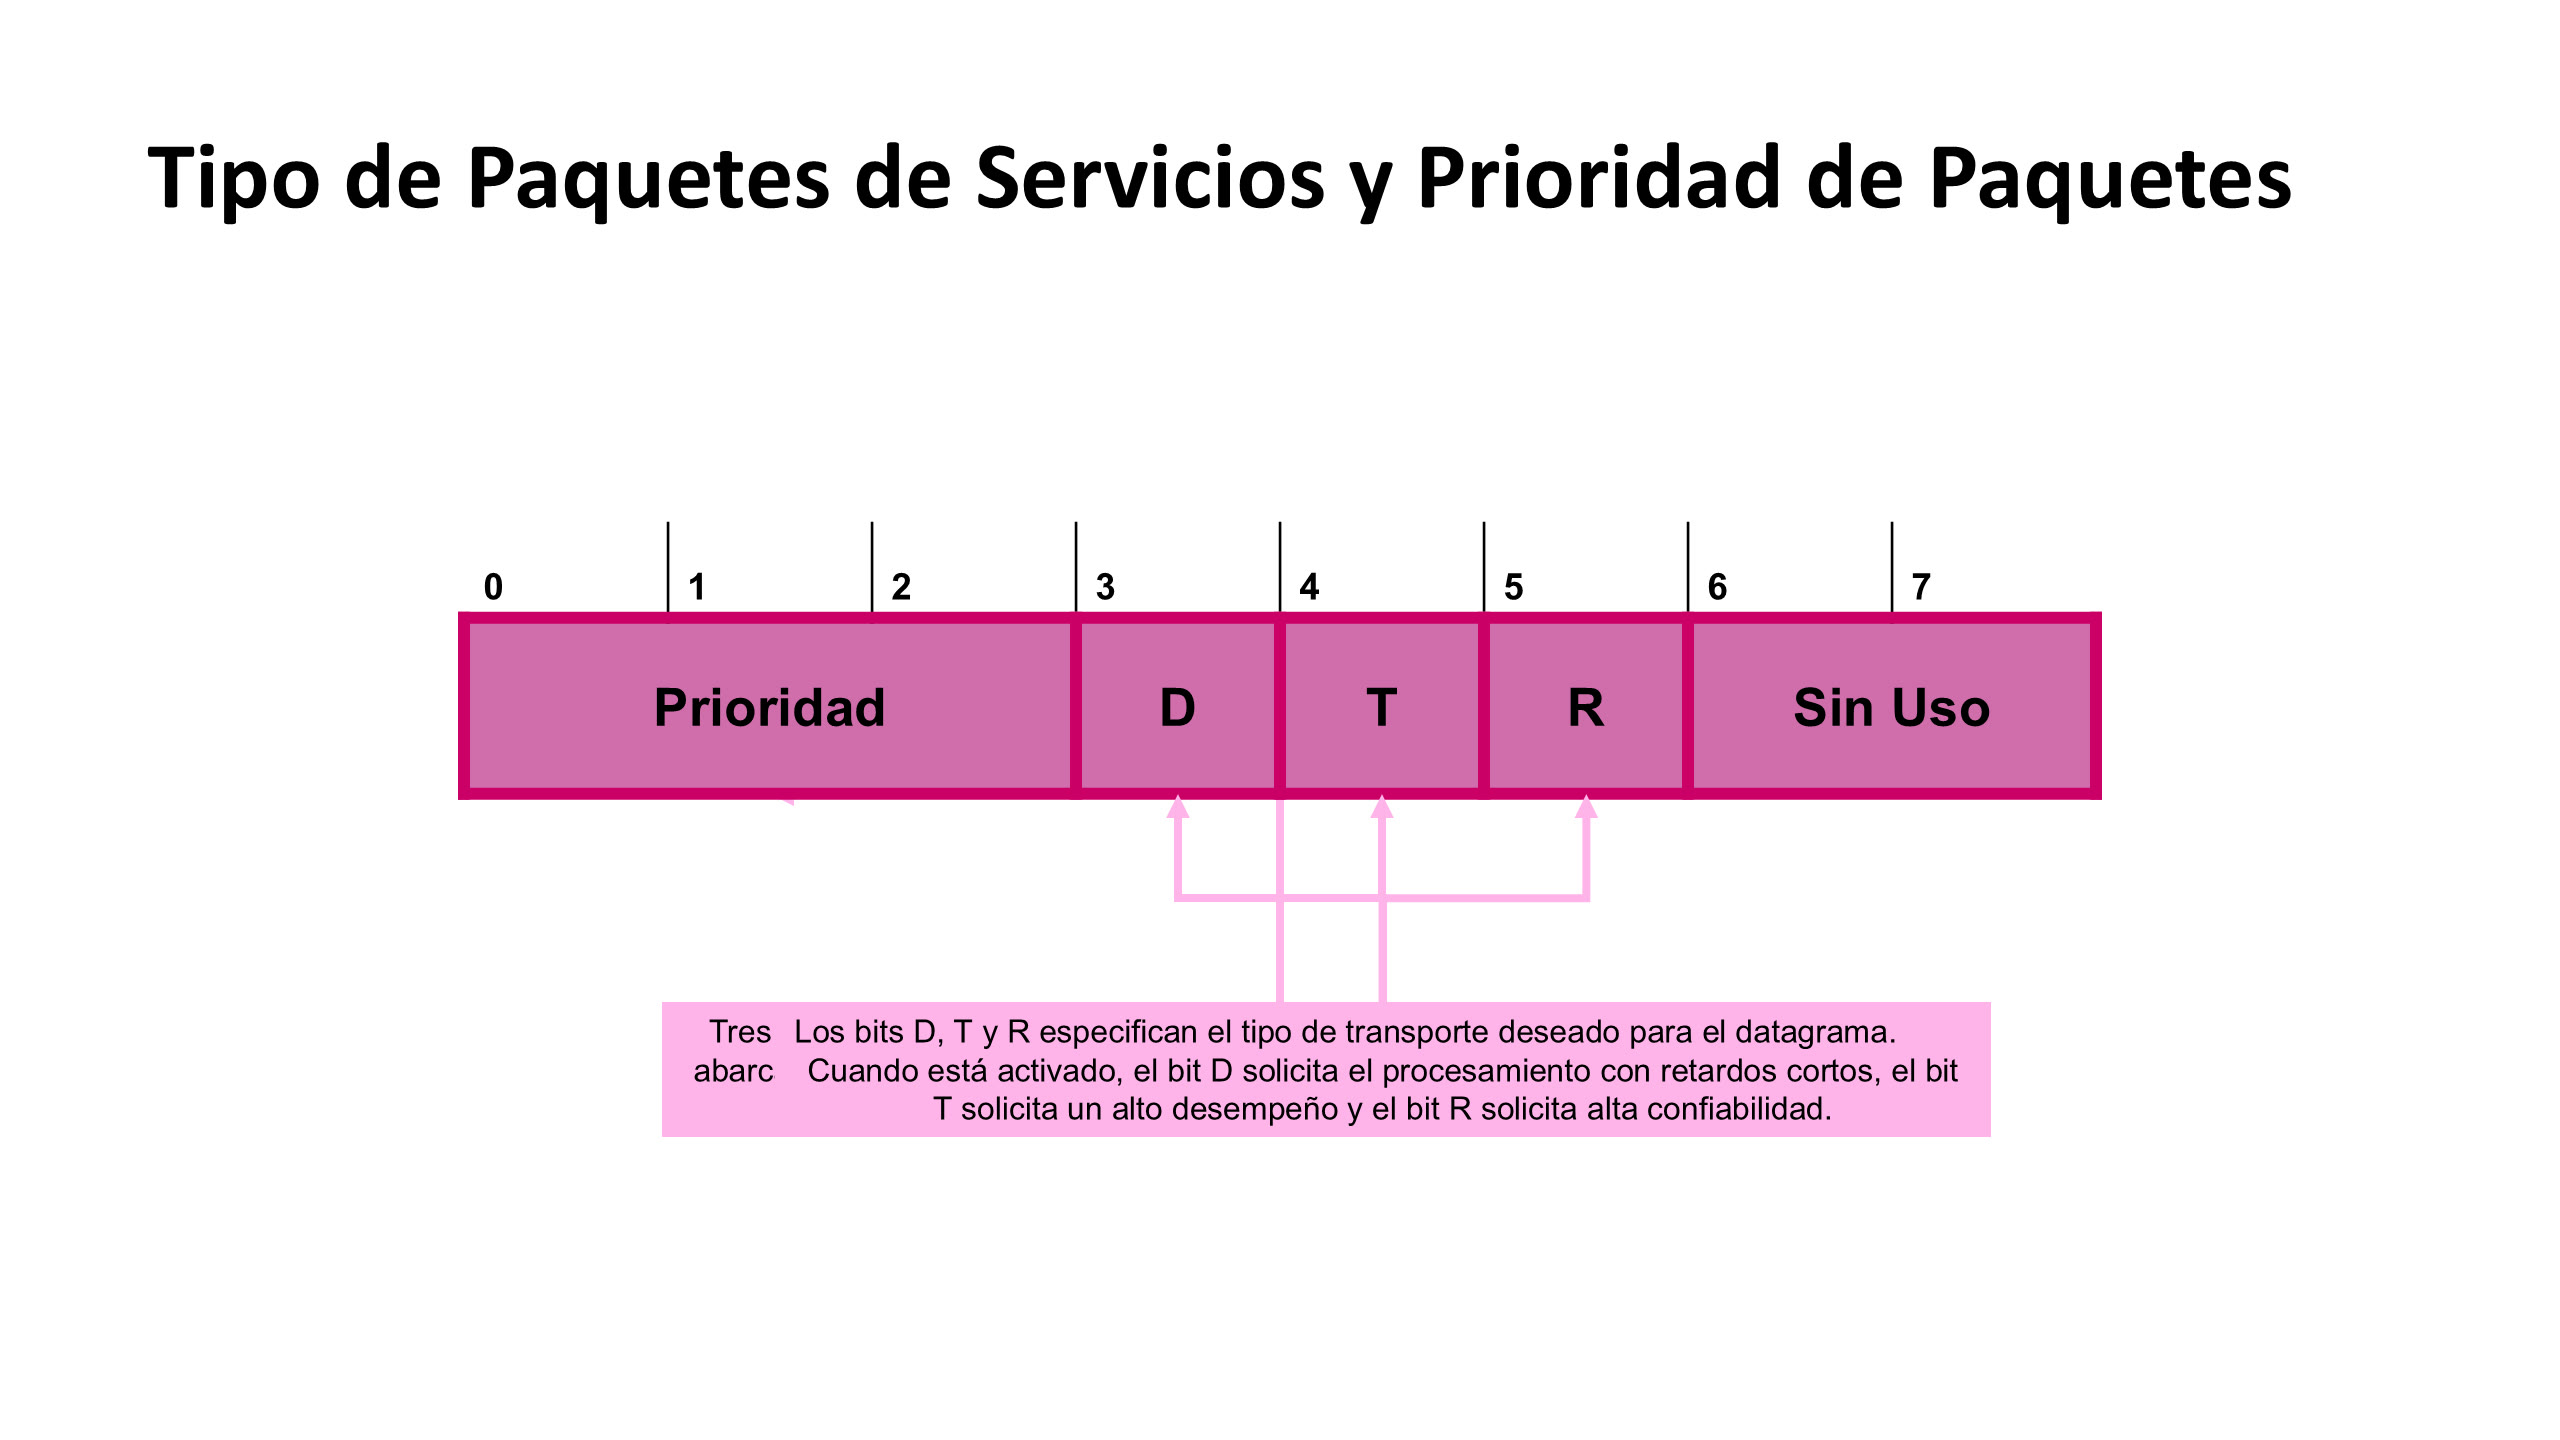 Tipo de Paquetes de Servicios y Prioridad de Paquetes
0 1 2 3 4 5 6 7
Prioridad D T R Sin Uso
Tres Los bits D, T y R especifican el tipo de transporte deseado para el datagrama.
Cuando está activado, el bit D solicita el procesamiento con retardos cortos, el bit
T solicita un alto desempeño y el bit R solicita alta confiabilidad.